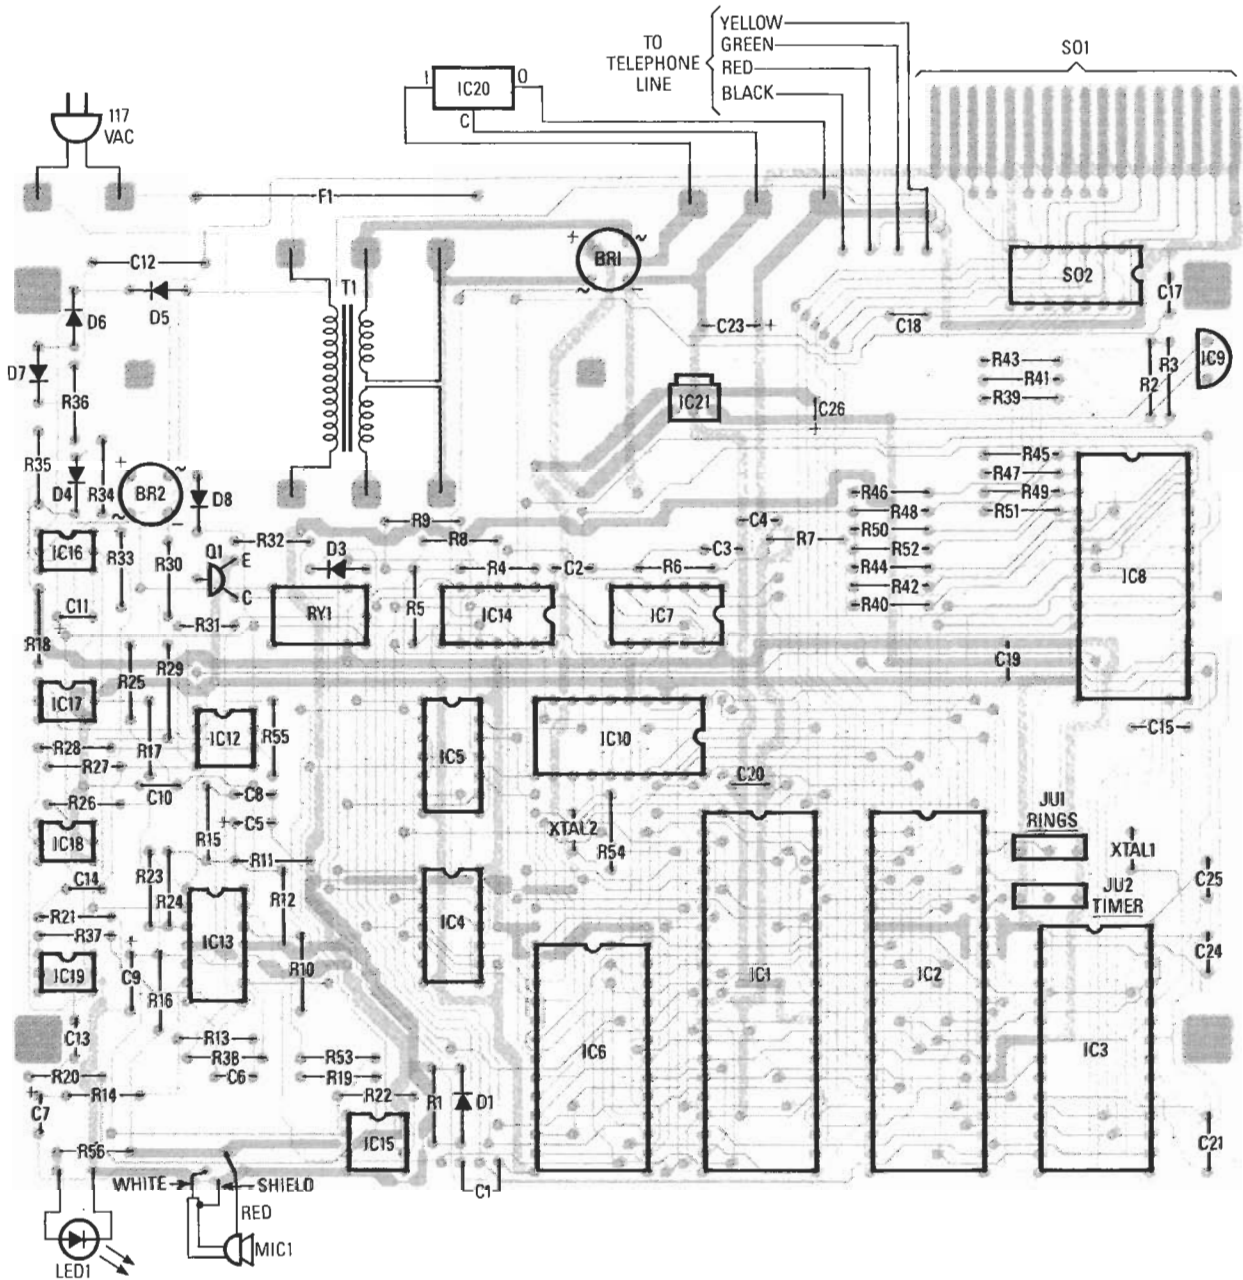 YELLOW
GREEN
RED
BLACK
TO
TELEPHONE
LINE
SO1
I
IC20
O
C
117
VAC
F1
C12
D5
D6
D7
R36
T1
+
~
BR1
~
-
C23 +
C18
SO2
C17
IC9
R3
R2
R43
R41
R39
IC21
C26
+
R35
D4
R34
+
~
BR2
~
-
D8
R9
R8
C4
R7
C3
R46
R48
R50
R52
R44
R42
R40
R45
R47
R49
R51
IC8
IC16
R33
R30
Q1
E
C
R32
D3
R4
C2
R6
C11
+
R18
R31
RY1
R5
IC14
IC7
C19
R25
R29
IC17
R17
IC12
R55
IC5
IC10
C15
R28
R27
R26
C10
R15
C8
+
C5
C20
XTAL2
R54
JU1
RINGS
XTAL1
JU2
TIMER
C25
IC18
R11
C14
R23
R24
R12
R21
R37
IC13
IC4
IC19
+
C9
R16
R10
IC6
IC1
IC2
IC3
C24
C13
R13
R38
C6
R53
R19
R20
R14
R22
R1
D1
+
C7
R56
IC15
C1
C21
WHITE
SHIELD
RED
MIC1
LED1